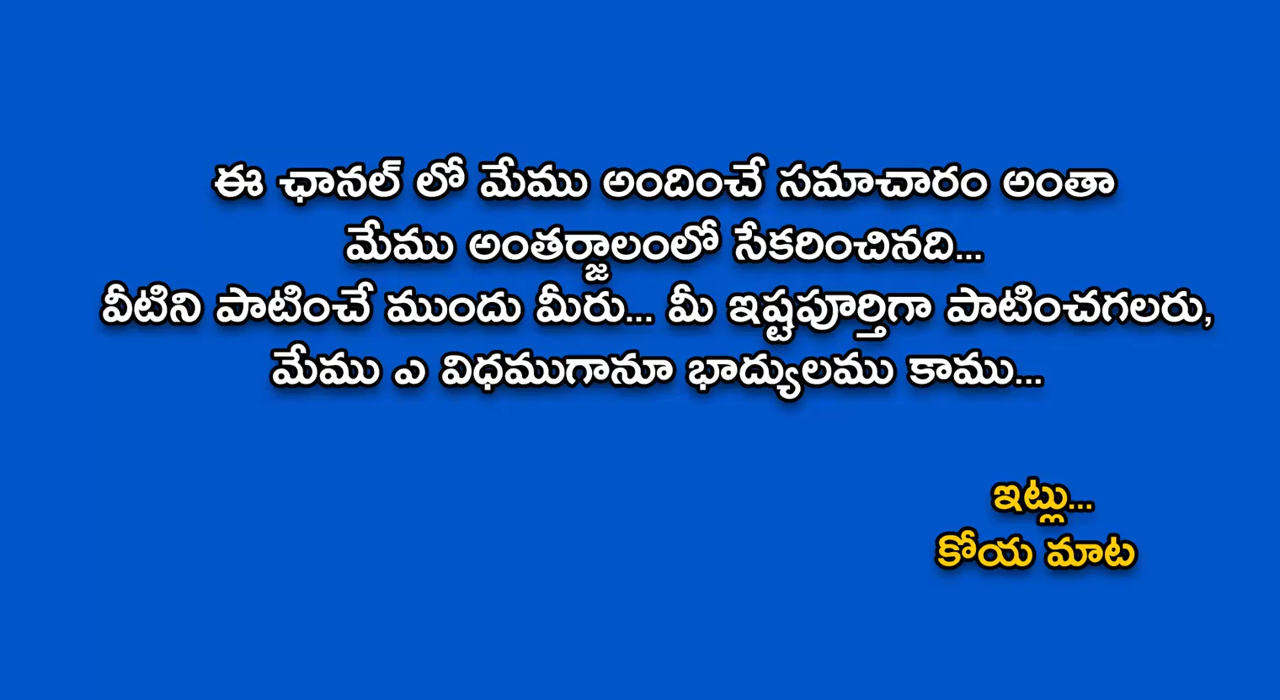 ఈ ఛానల్ లో మేము అందించే సమాచారం అంతా
మేము అంతర్జాలంలో సేకరించినది...
వీటిని పాటించే ముందు మీరు... మీ ఇష్టపూర్తిగా పాటించగలరు,
మేము ఎ విధముగానూ భాద్యులము కాము...
ఇట్లు...
కోయ మాట